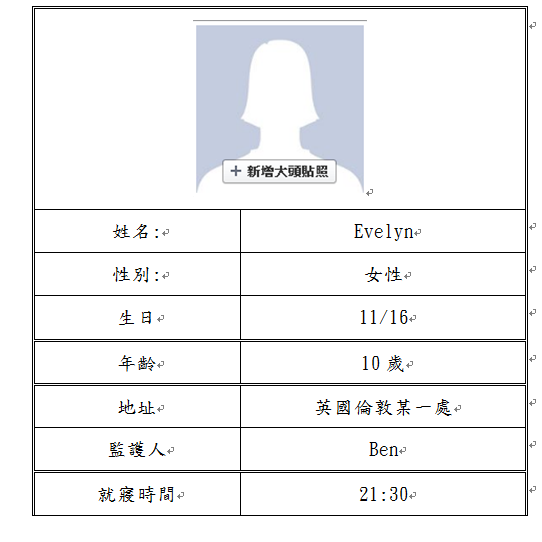 + 新增大頭貼照
姓名: Evelyn
性別: 女性
生日 11/16
年齡 10 歲
地址 英國倫敦某一處
監護人 Ben
就寢時間 21:30